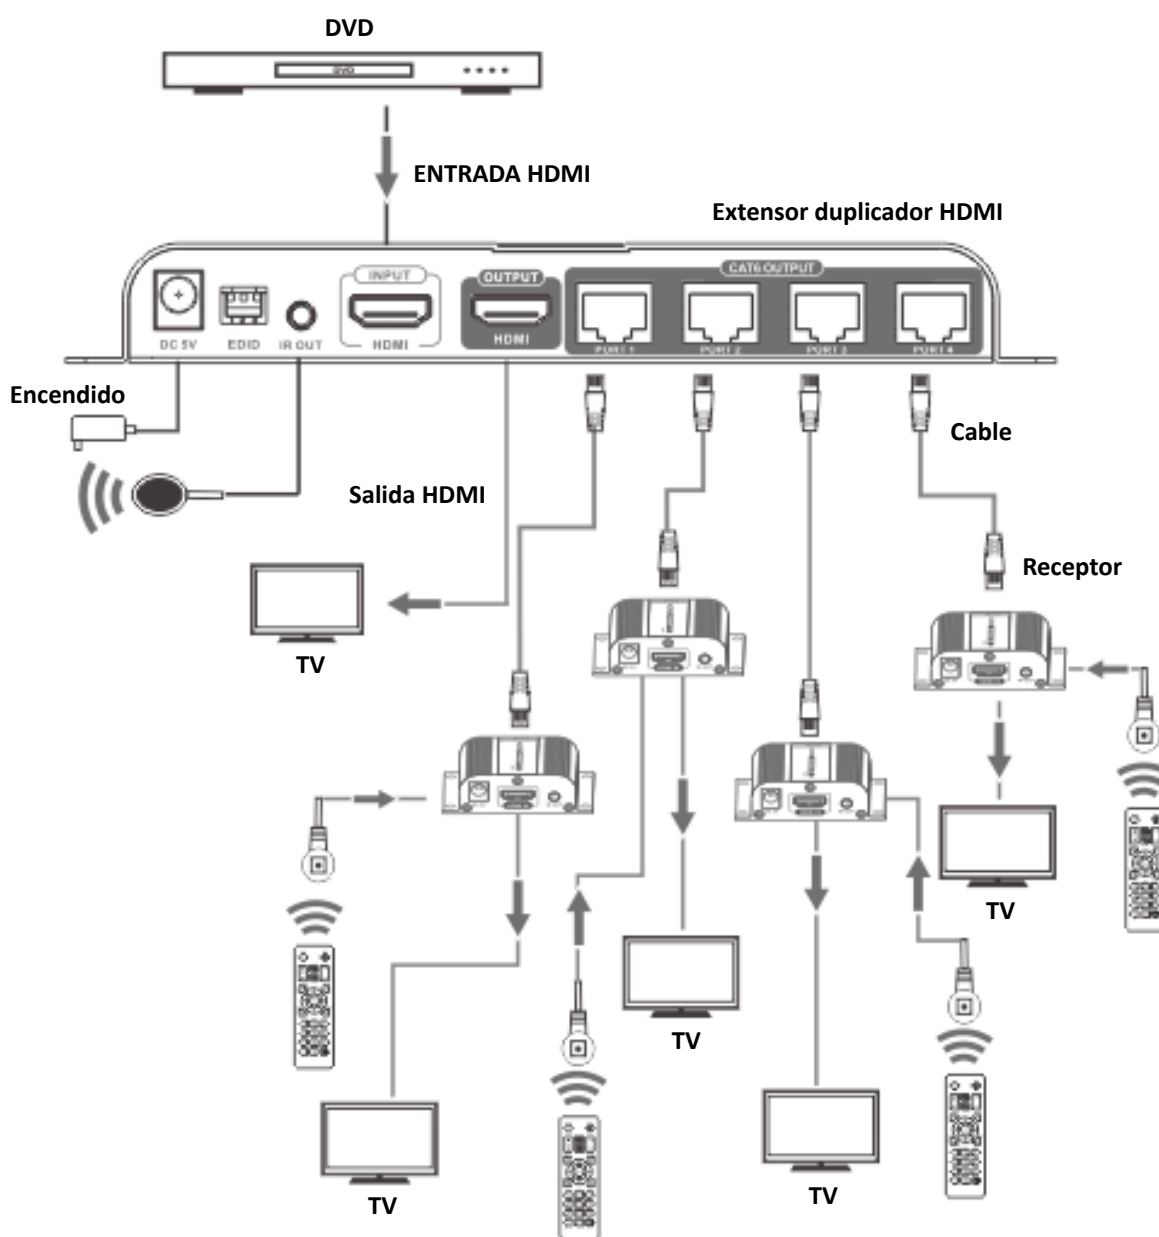 DVD
DVD
ENTRADA HDMI
Extensor duplicador HDMI
INPUT
OUTPUT
CAT6 OUTPUT
DC 5V
EDID
IR OUT
HDMI
HDMI
PORT 1
PORT 2
PORT 3
PORT 4
Encendido
Cable
Salida HDMI
Receptor
TV
TV
TV
TV
TV